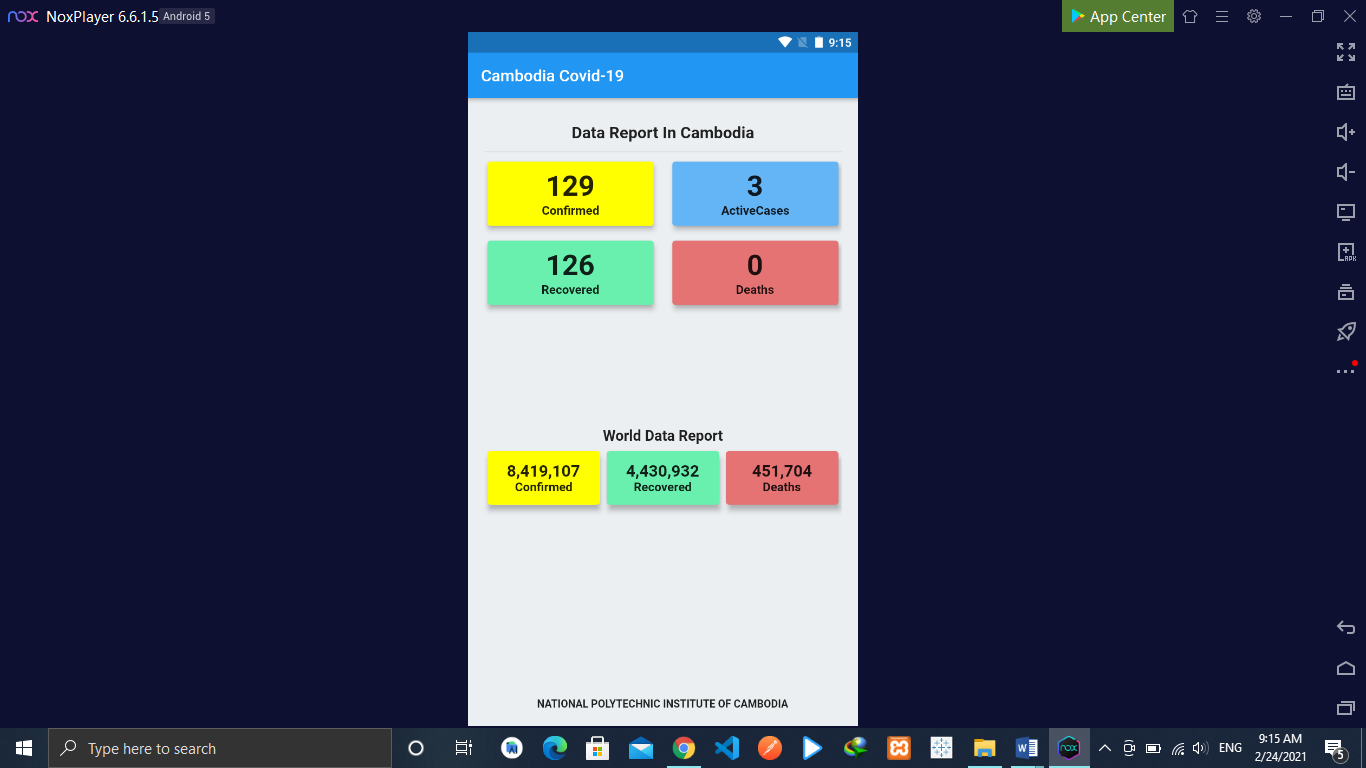 nox NoxPlayer 6.6.1.5 Android 5
App Center
9:15
Cambodia Covid-19
Data Report In Cambodia
129
Confirmed
3
ActiveCases
126
Recovered
0
Deaths
World Data Report
8,419,107
Confirmed
4,430,932
Recovered
451,704
Deaths
NATIONAL POLYTECHNIC INSTITUTE OF CAMBODIA
APK
Type here to search
W
nox
ENG
9:15 AM
2/24/2021
5